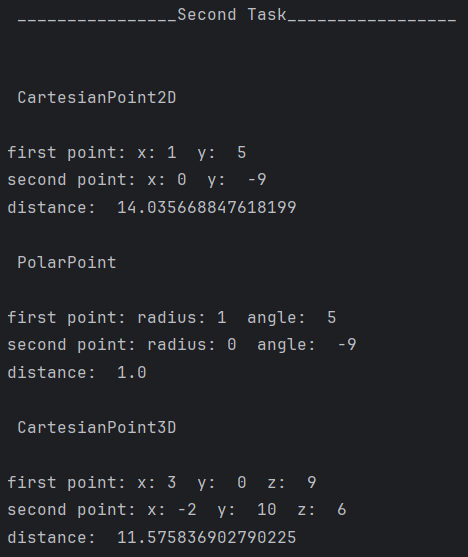 ________________Second Task_________________
CartesianPoint2D
first point: x: 1  y:  5
second point: x: 0  y:  -9
distance:  14.035668847618199
PolarPoint
first point: radius: 1  angle:  5
second point: radius: 0  angle:  -9
distance:  1.0
CartesianPoint3D
first point: x: 3  y:  0  z:  9
second point: x: -2  y:  10  z:  6
distance:  11.575836902790225